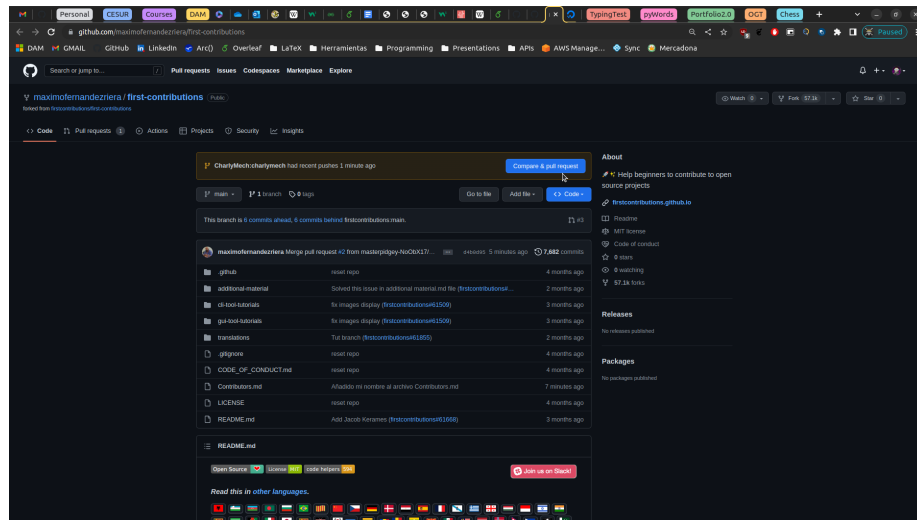 Personal CESUR Courses DAM TypingTest pyWords Portfolio2.0 OGT Chess
github.com/maximofernandezriera/first-contributions Paused
DAM GMAIL GitHub LinkedIn Arc() Overleaf LaTeX Herramientas Programming Presentations APIs AWS Manage... Sync Mercadona
Search or jump to... / Pull requests Issues Codespaces Marketplace Explore
maximofernandezriera / first-contributions Public
forked from firstcontributions/first-contributions
Watch 0 Fork 57.1k Star 0
Code Pull requests 1 Actions Projects Security Insights
CharlyMech:charlymech had recent pushes 1 minute ago Compare & pull request
main 1 branch 0 tags Go to file Add file Code
This branch is 6 commits ahead, 6 commits behind firstcontributions:main. #3
maximofernandezriera Merge pull request #2 from masterpidgey-NoObX17/... 5 minutes ago 7,682 commits
.github reset repo 4 months ago
additional-material Solved this issue in additional material.md file (firstcontributions#... 2 months ago
cli-tool-tutorials fix images display (firstcontributions#61509) 3 months ago
gui-tool-tutorials fix images display (firstcontributions#61509) 3 months ago
translations Tut branch (firstcontributions#61855) 2 months ago
.gitignore reset repo 4 months ago
CODE_OF_CONDUCT.md reset repo 4 months ago
Contributors.md Añadido mi nombre al archivo Contributors.md 7 minutes ago
LICENSE reset repo 4 months ago
README.md Add Jacob Kerames (firstcontributions#61668) 3 months ago
README.md
Open Source License MIT code helpers Join us on Slack!
Read this in other languages.
About
Help beginners to contribute to open
source projects
firstcontributions.github.io
Readme
MIT license
Code of conduct
0 stars
0 watching
57.1k forks
Releases
No releases published
Packages
No packages published